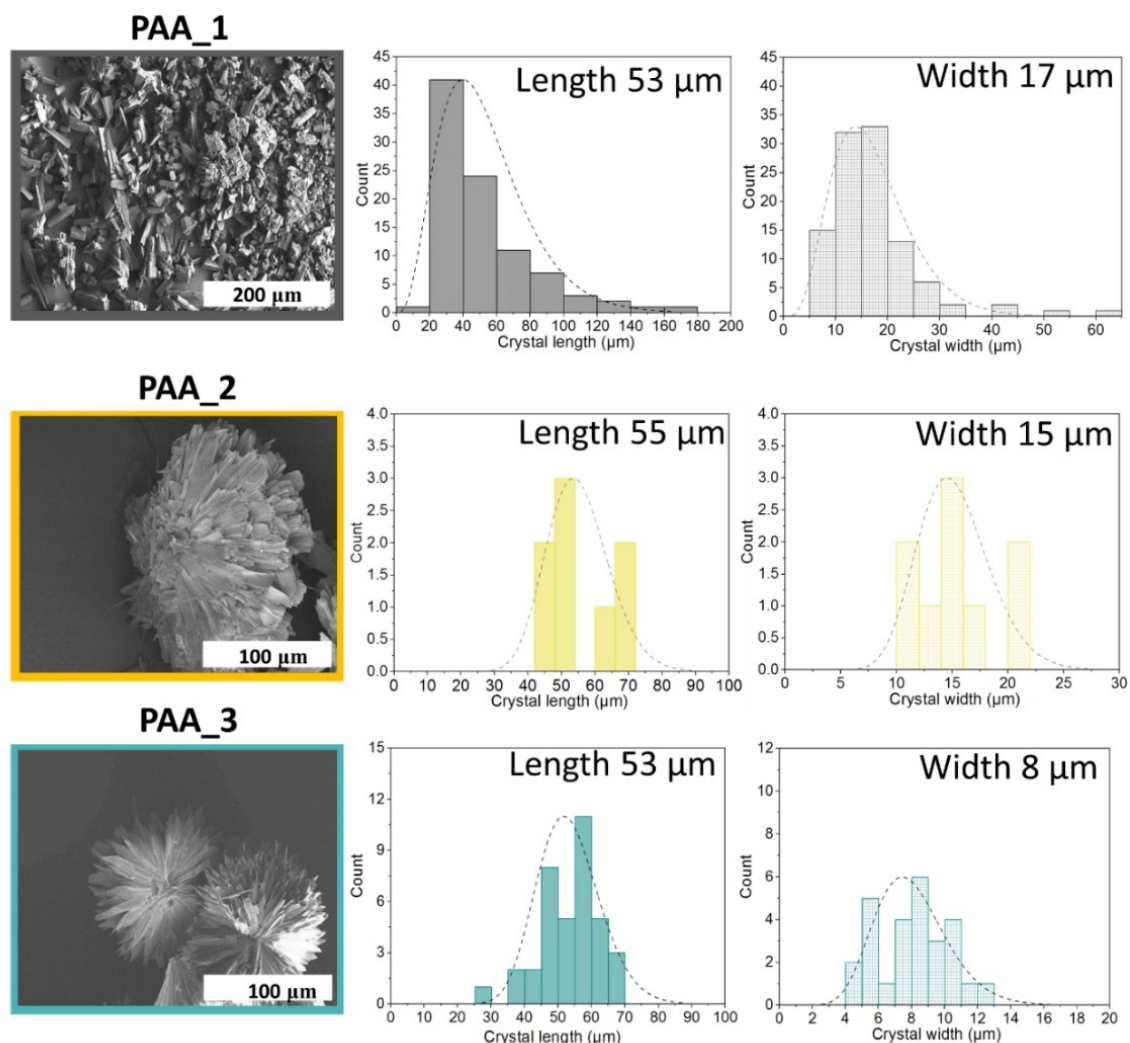 PAA_1
200 µm
Length 53 µm
Count
45
40
35
30
25
20
15
10
5
0
0 20 40 60 80 100 120 140 160 180 200
Crystal length (µm)
Width 17 µm
Count
45
40
35
30
25
20
15
10
5
0
0 10 20 30 40 50 60
Crystal width (µm)
PAA_2
100 µm
Length 55 µm
Count
4.0
3.5
3.0
2.5
2.0
1.5
1.0
0.5
0.0
0 10 20 30 40 50 60 70 80 90 100
Crystal length (µm)
Width 15 µm
Count
4.0
3.5
3.0
2.5
2.0
1.5
1.0
0.5
0.0
0 5 10 15 20 25 30
Crystal width (µm)
PAA_3
100 µm
Length 53 µm
Count
15
12
9
6
3
0
0 10 20 30 40 50 60 70 80 90 100
Crystal length (µm)
Width 8 µm
Count
12
10
8
6
4
2
0
0 2 4 6 8 10 12 14 16 18 20
Crystal width (µm)